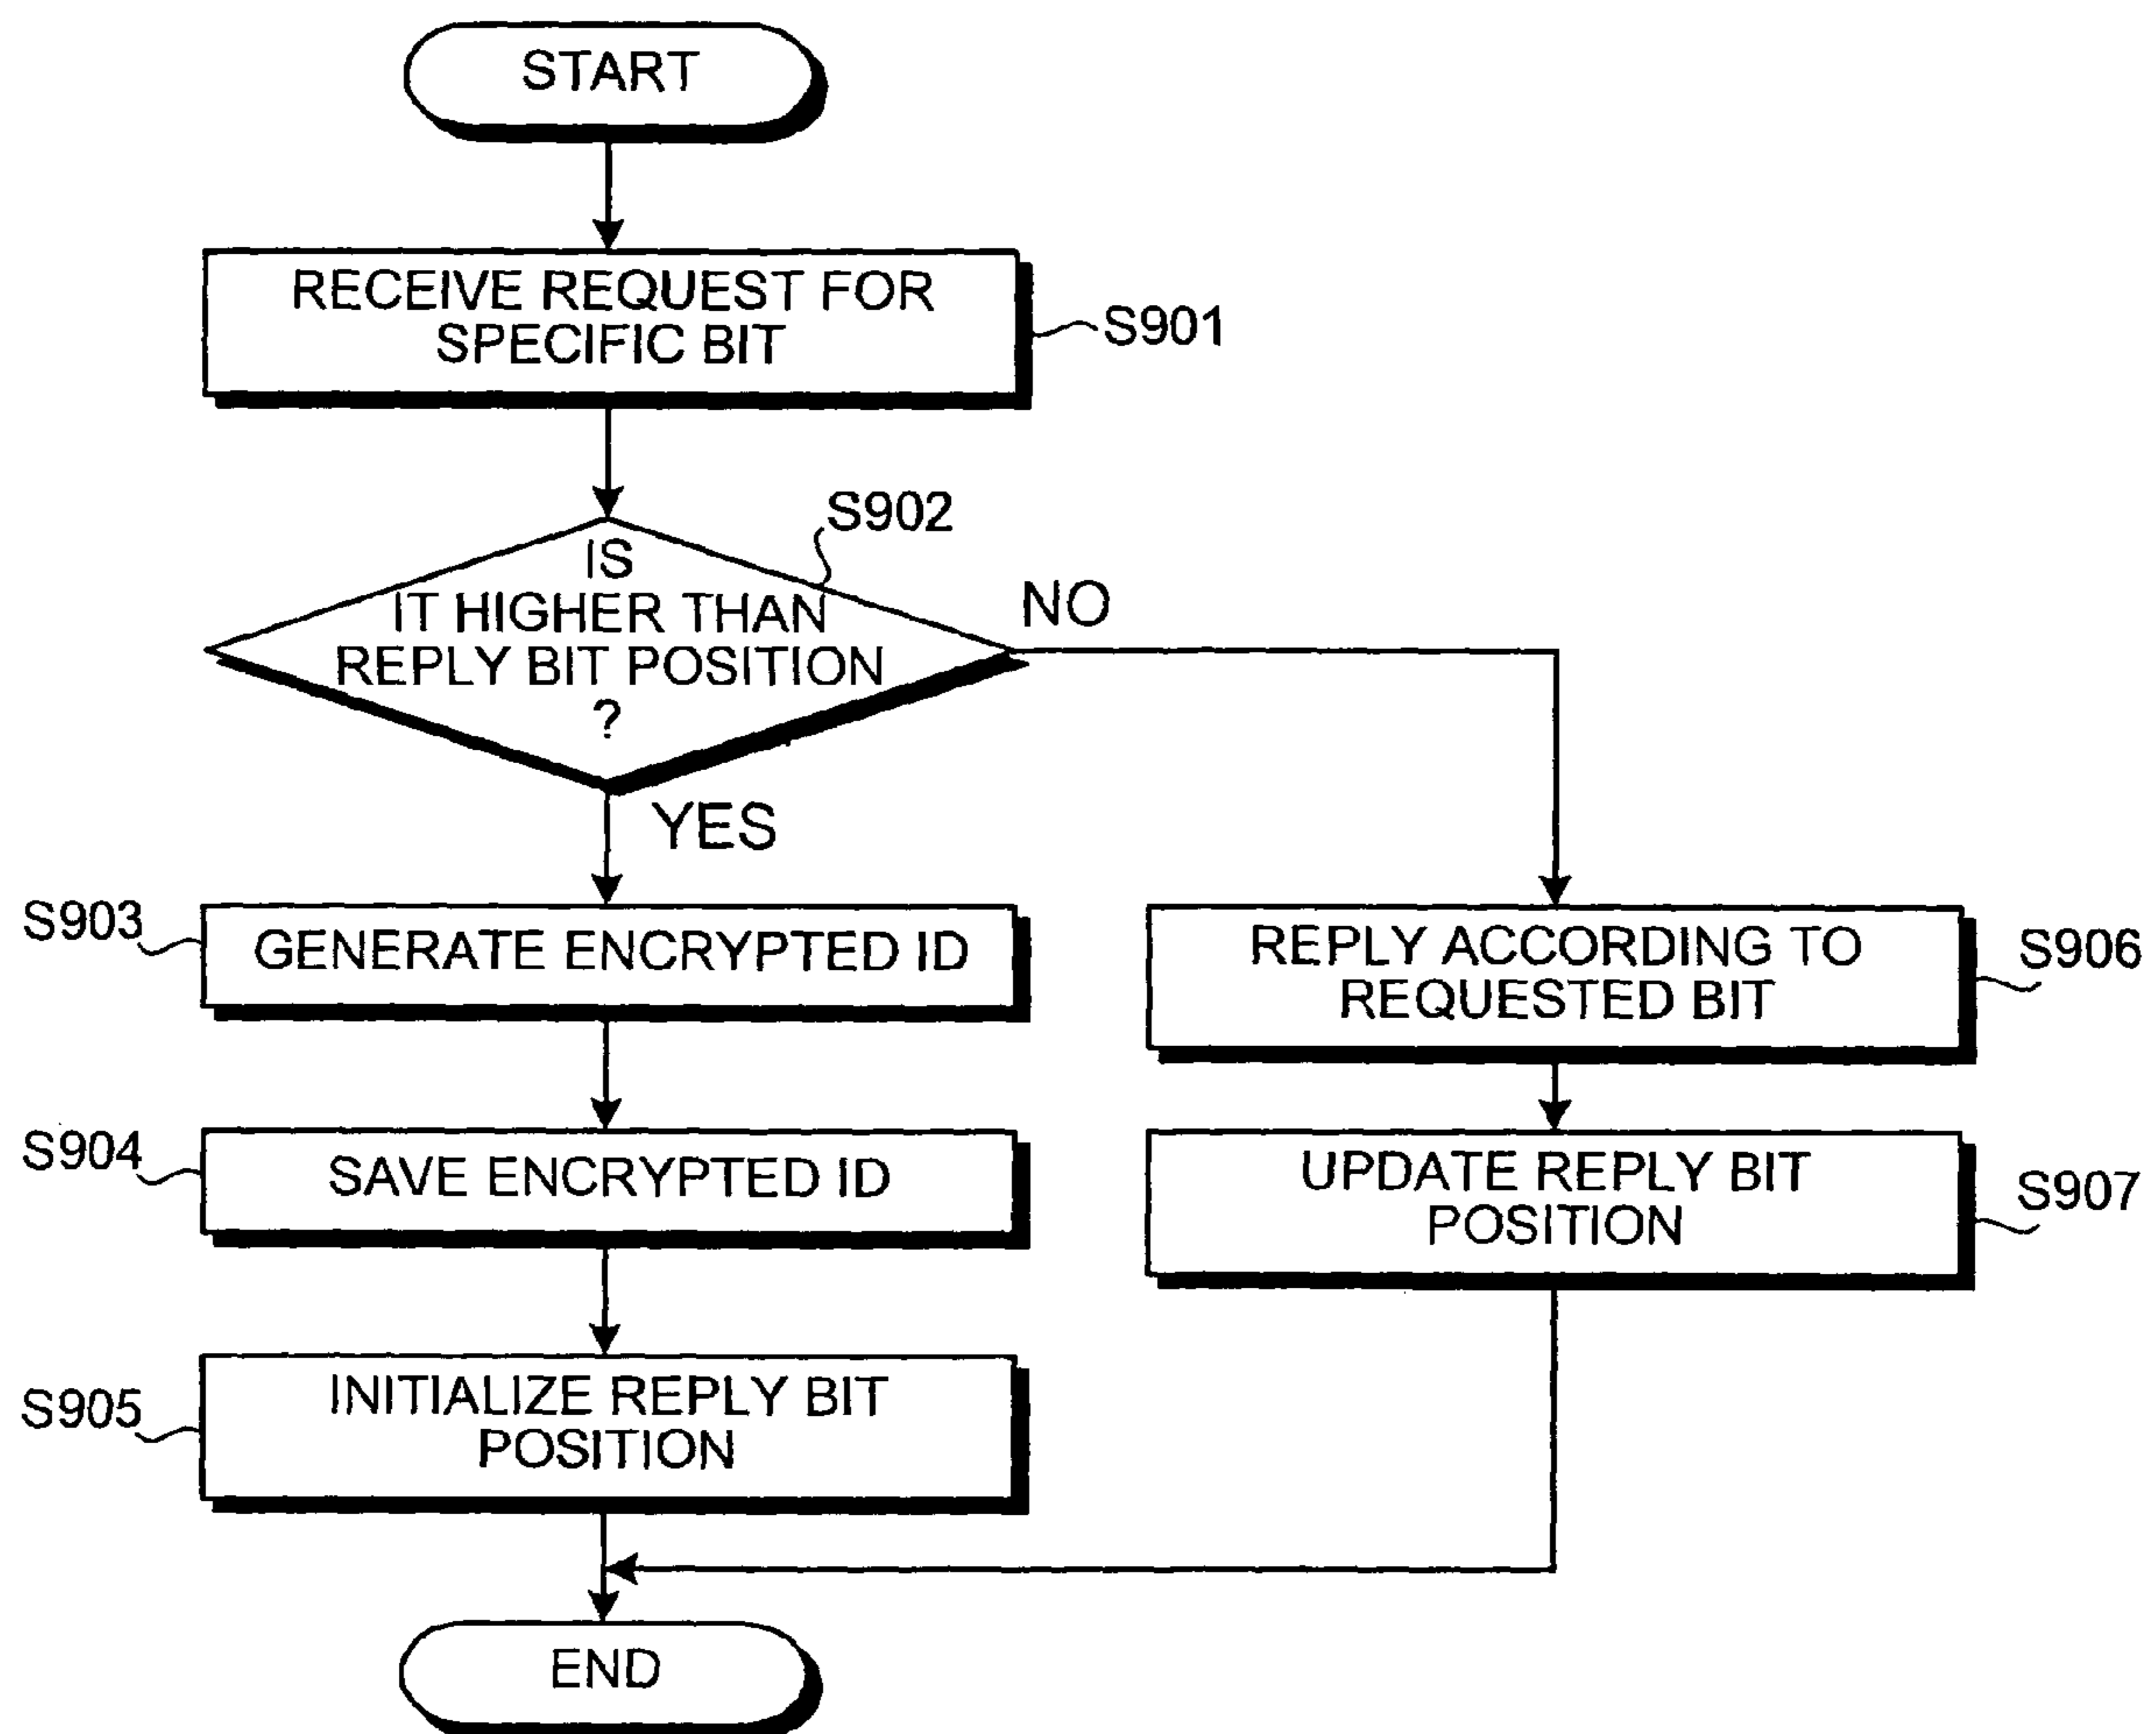 START
RECEIVE REQUEST FOR
SPECIFIC BIT
S901
S902
IS
IT HIGHER THAN
REPLY BIT POSITION
?
NO
YES
S903
GENERATE ENCRYPTED ID
REPLY ACCORDING TO
REQUESTED BIT
S906
S904
SAVE ENCRYPTED ID
UPDATE REPLY BIT
POSITION
S907
S905
INITIALIZE REPLY BIT
POSITION
END